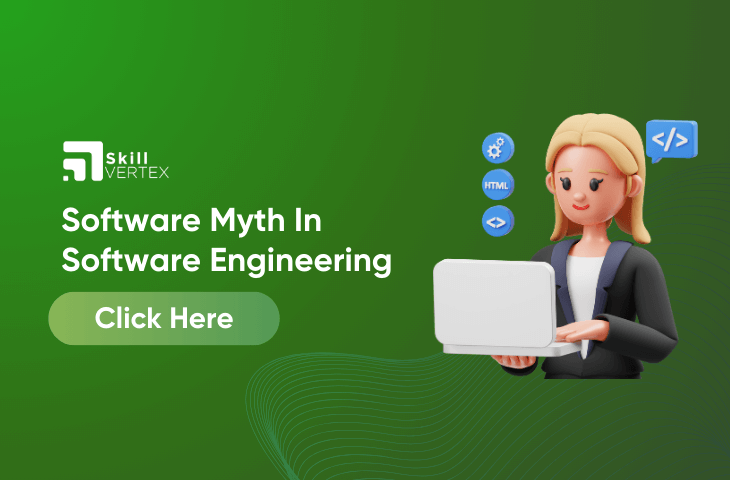 Skill
VERTEX
Software Myth In
Software Engineering
Click Here
HTML
<>
</>